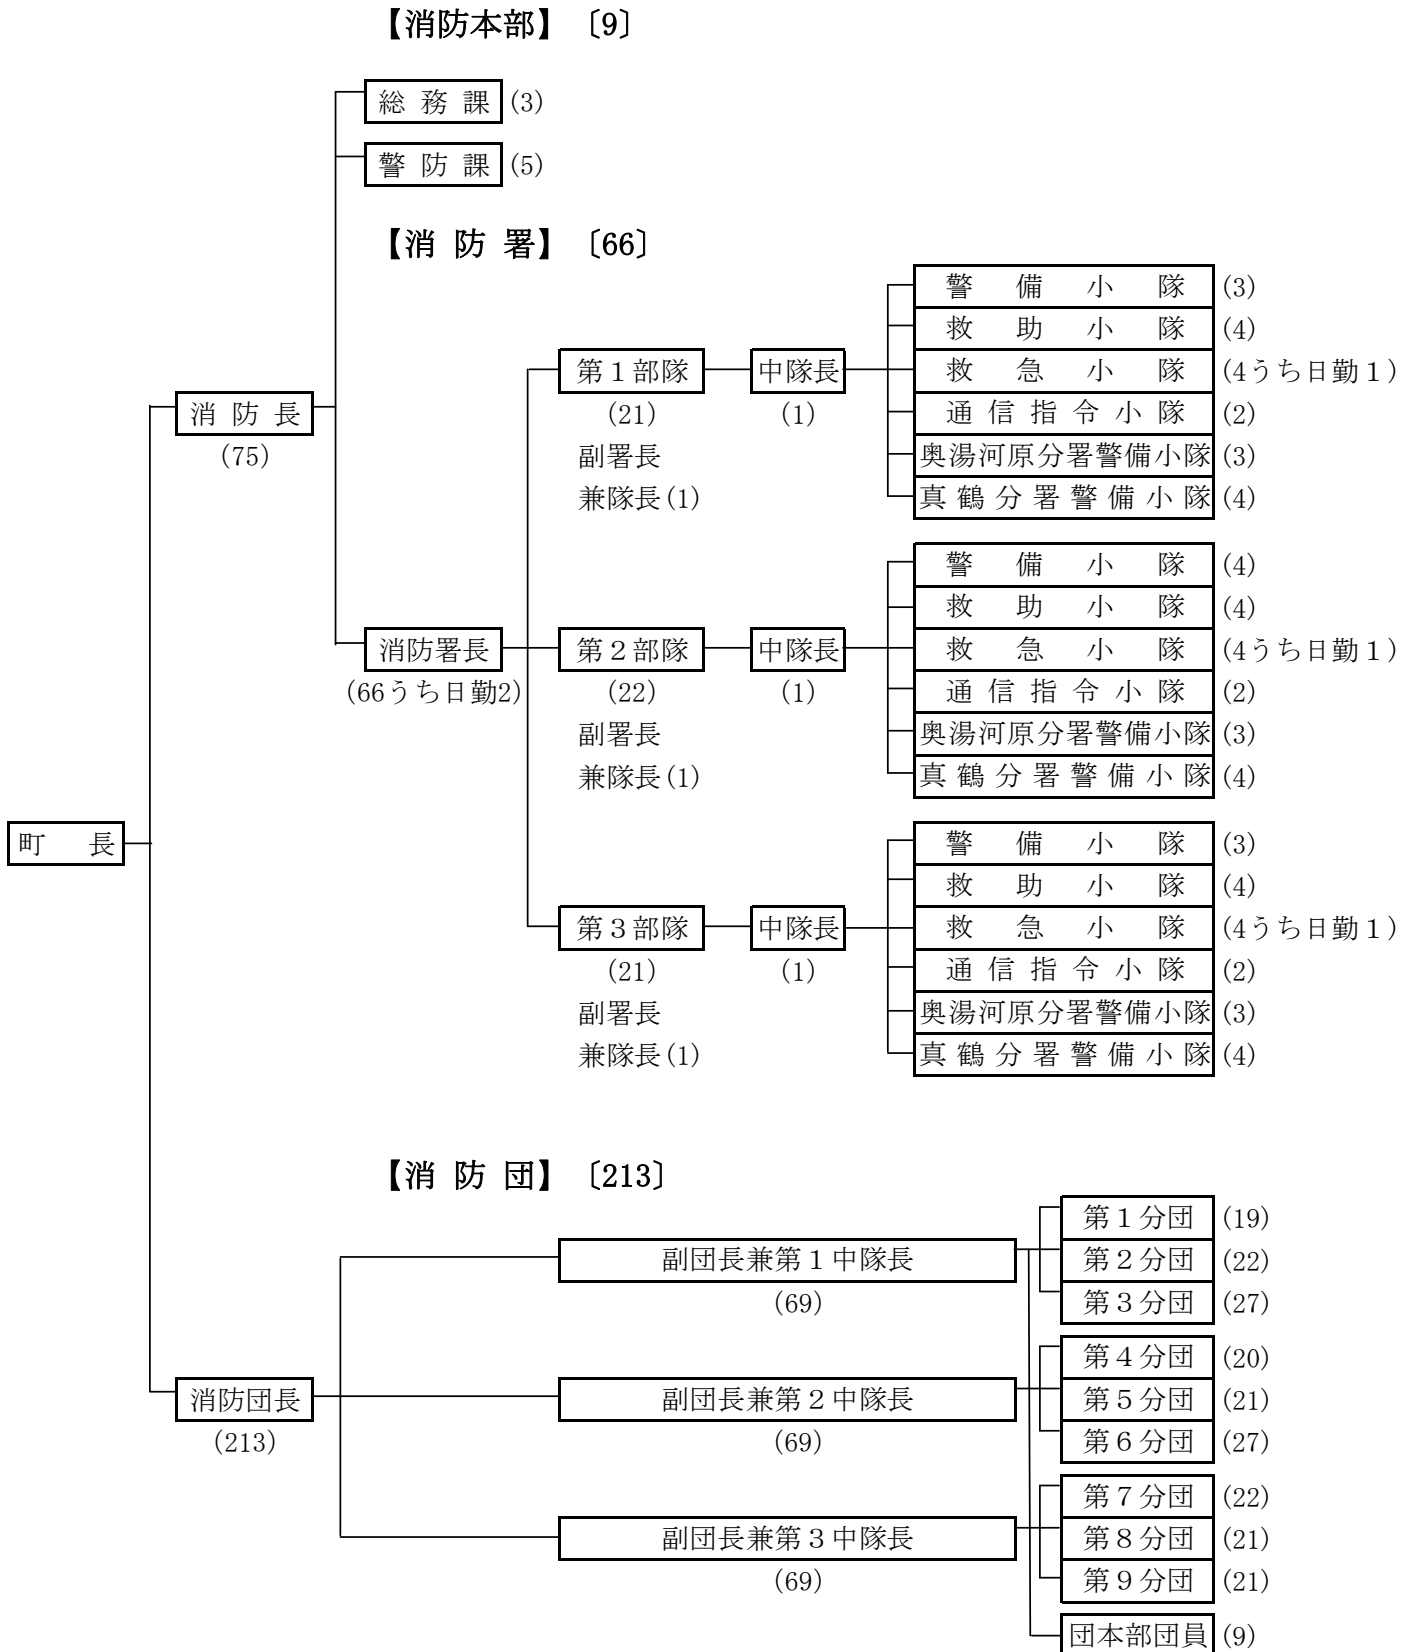 【消防本部】〔9〕
総務課 (3)
警防課 (5)
【消防署】〔66〕
警備小隊 (3)
救助小隊 (4)
第１部隊 中隊長 救急小隊 (4うち日勤１)
消防長 (21) (1) 通信指令小隊 (2)
(75) 副署長 奥湯河原分署警備小隊 (3)
兼隊長(1) 真鶴分署警備小隊 (4)
警備小隊 (4)
救助小隊 (4)
消防署長 第２部隊 中隊長 救急小隊 (4うち日勤１)
(66うち日勤2) (22) (1) 通信指令小隊 (2)
副署長 奥湯河原分署警備小隊 (3)
兼隊長(1) 真鶴分署警備小隊 (4)
町長 警備小隊 (3)
救助小隊 (4)
第３部隊 中隊長 救急小隊 (4うち日勤１)
(21) (1) 通信指令小隊 (2)
副署長 奥湯河原分署警備小隊 (3)
兼隊長(1) 真鶴分署警備小隊 (4)
【消防団】〔213〕
第１分団 (19)
副団長兼第１中隊長 第２分団 (22)
(69) 第３分団 (27)
第４分団 (20)
消防団長 副団長兼第２中隊長 第５分団 (21)
(213) (69) 第６分団 (27)
第７分団 (22)
副団長兼第３中隊長 第８分団 (21)
(69) 第９分団 (21)
団本部団員 (9)